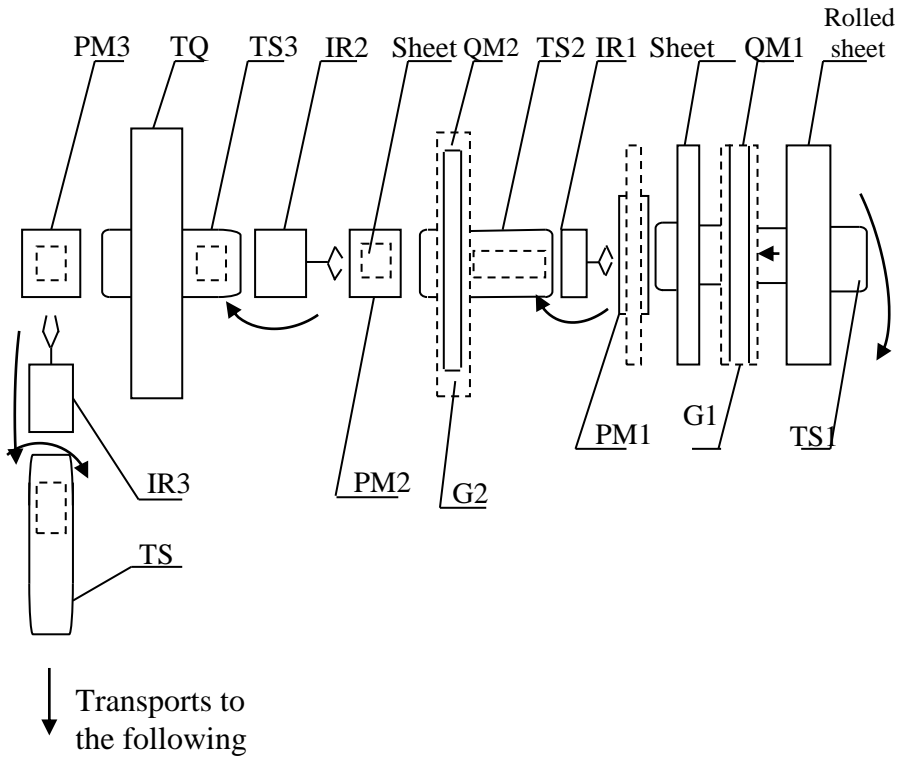 Rolled
sheet
PM3 TQ TS3 IR2 Sheet QM2 TS2 IR1 Sheet QM1
G1
PM1 TS1
IR3 PM2 G2
TS
Transports to
the following